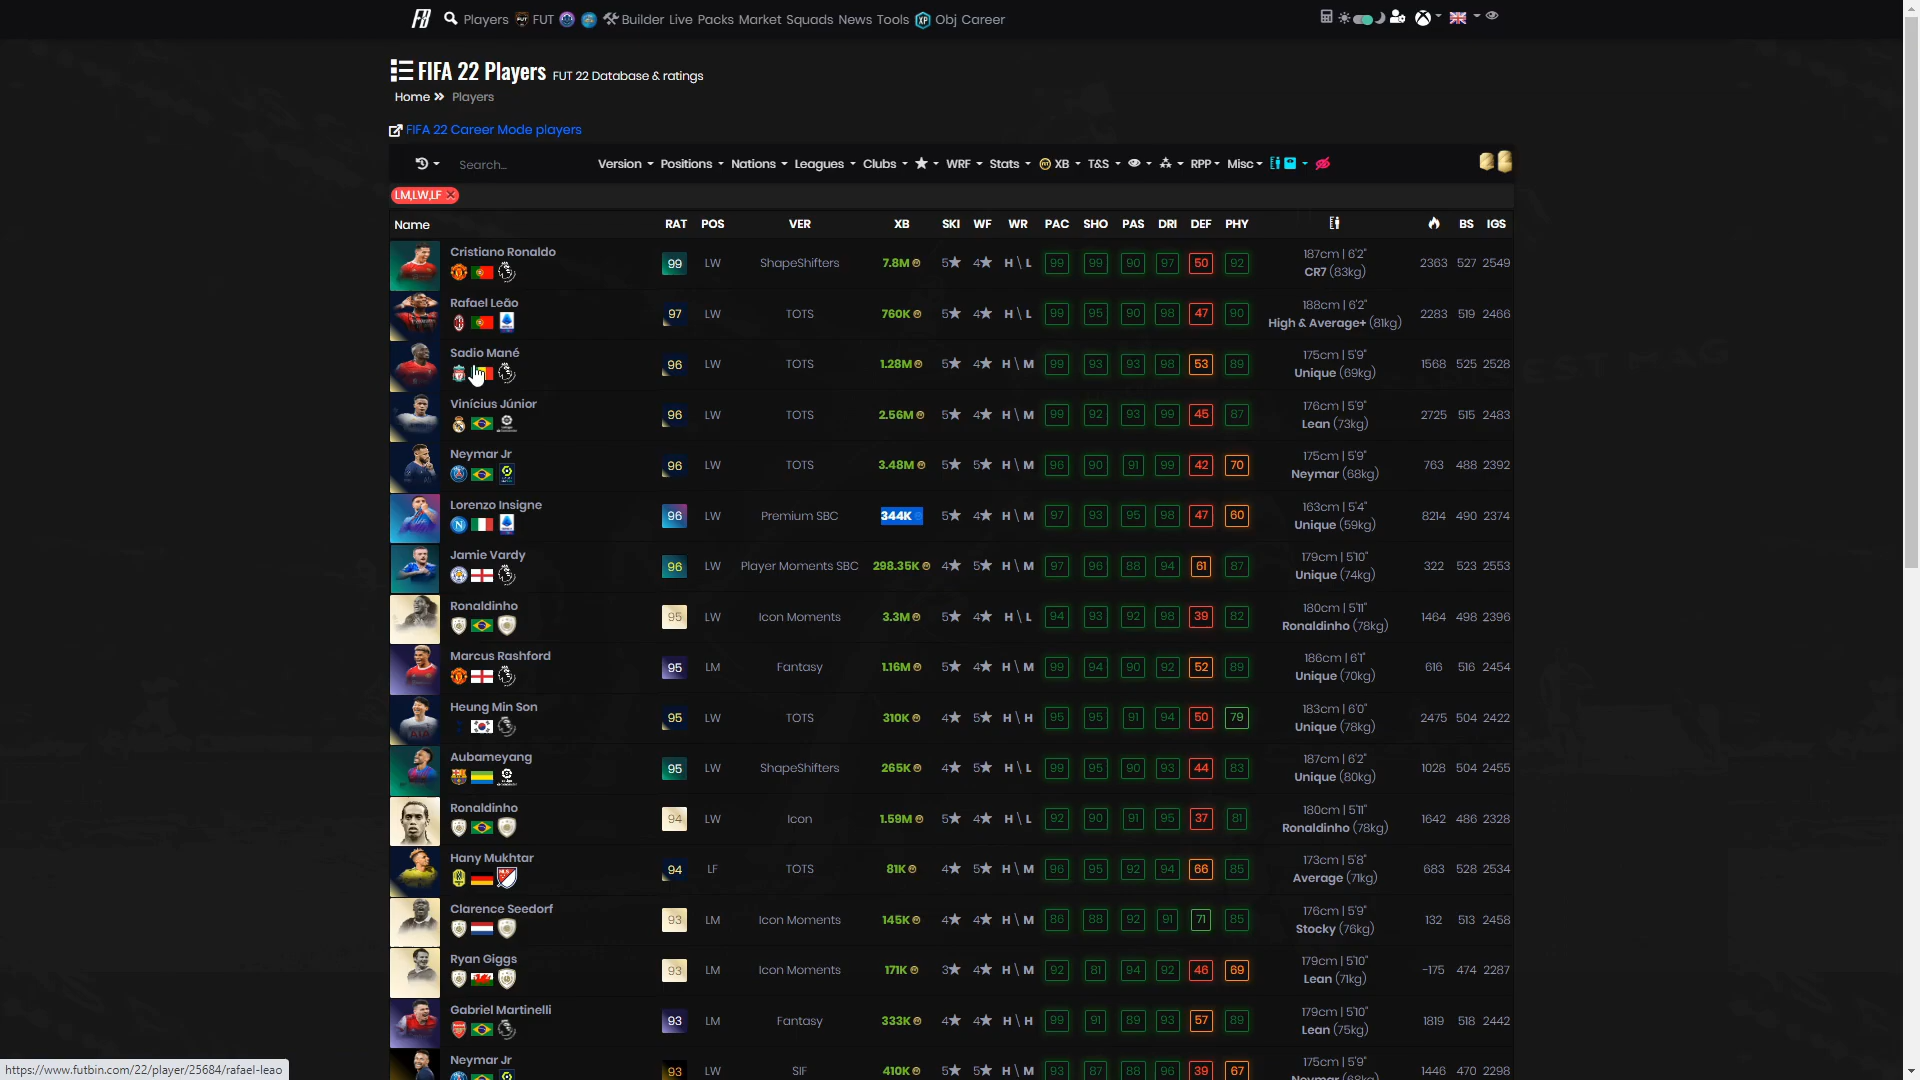 Players FUT Builder Live Packs Market Squads News Tools XP Obj Career
FIFA 22 Players FUT 22 Database & ratings
Home » Players
FIFA 22 Career Mode players
Search... Version Positions Nations Leagues Clubs WRF Stats XB T&S RPP Misc
LM,LW,LF
Name RAT POS VER XB SKI WF WR PAC SHO PAS DRI DEF PHY BS IGS
Cristiano Ronaldo 99 LW ShapeShifters 7.8M 5★ 4★ H \ L 99 99 90 97 50 92 187cm | 6'2" 2363 527 2549
CR7 (83kg)
Rafael Leão 97 LW TOTS 760K 5★ 4★ H \ L 99 95 90 98 47 90 188cm | 6'2" 2283 519 2466
High & Average+ (81kg)
Sadio Mané 96 LW TOTS 1.28M 5★ 4★ H \ M 99 93 93 98 53 89 175cm | 5'9" 1568 525 2528
Unique (69kg)
Vinícius Júnior 96 LW TOTS 2.56M 5★ 4★ H \ M 99 92 93 99 45 87 176cm | 5'9" 2725 515 2483
Lean (73kg)
Neymar Jr 96 LW TOTS 3.48M 5★ 5★ H \ M 96 90 91 99 42 70 175cm | 5'9" 763 488 2392
Neymar (68kg)
Lorenzo Insigne 96 LW Premium SBC 344K 5★ 4★ H \ M 97 93 95 98 47 60 163cm | 5'4" 8214 490 2374
Unique (59kg)
Jamie Vardy 96 LW Player Moments SBC 298.35K 4★ 5★ H \ M 97 96 88 94 61 87 179cm | 5'10" 322 523 2553
Unique (74kg)
Ronaldinho 95 LW Icon Moments 3.3M 5★ 4★ H \ L 94 93 92 98 39 82 180cm | 5'11" 1464 498 2396
Ronaldinho (78kg)
Marcus Rashford 95 LM Fantasy 1.16M 5★ 4★ H \ M 99 94 90 92 52 89 186cm | 6'1" 616 516 2454
Unique (70kg)
Heung Min Son 95 LW TOTS 310K 4★ 5★ H \ H 95 95 91 94 50 79 183cm | 6'0" 2475 504 2422
Unique (78kg)
Aubameyang 95 LW ShapeShifters 265K 4★ 5★ H \ L 99 95 90 93 44 83 187cm | 6'2" 1028 504 2455
Unique (80kg)
Ronaldinho 94 LW Icon 1.59M 5★ 4★ H \ L 92 90 91 95 37 81 180cm | 5'11" 1642 486 2328
Ronaldinho (78kg)
Hany Mukhtar 94 LF TOTS 81K 4★ 5★ H \ M 96 95 92 94 66 85 173cm | 5'8" 683 528 2534
Average (71kg)
Clarence Seedorf 93 LM Icon Moments 145K 4★ 4★ H \ M 86 88 92 91 71 85 176cm | 5'9" 132 513 2458
Stocky (76kg)
Ryan Giggs 93 LM Icon Moments 171K 3★ 4★ H \ M 92 81 94 92 46 69 179cm | 5'10" -175 474 2287
Lean (71kg)
Gabriel Martinelli 93 LM Fantasy 333K 4★ 4★ H \ H 99 91 89 93 57 89 179cm | 5'10" 1819 518 2442
Lean (75kg)
Neymar Jr 93 LW SIF 410K 5★ 5★ H \ M 93 87 88 96 39 67 175cm | 5'9" 1446 470 2298
Neymar (68kg)
https://www.futbin.com/22/player/25684/rafael-leao